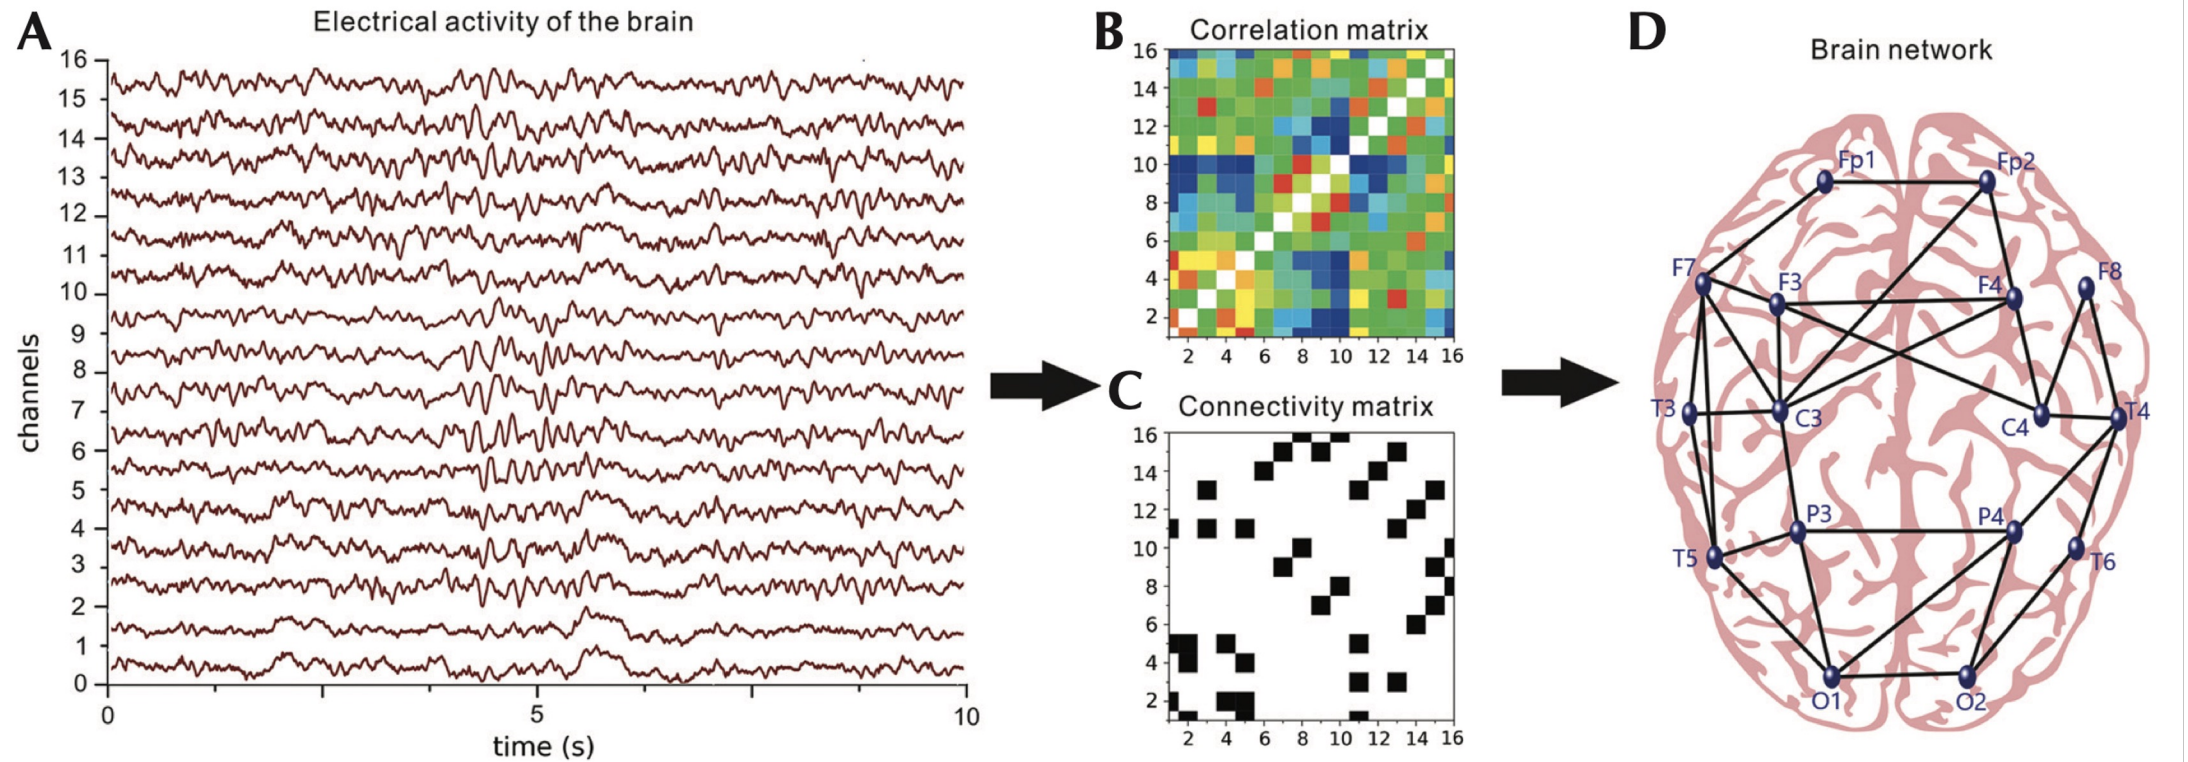 A
Electrical activity of the brain
channels
16
15
14
13
12
11
10
9
8
7
6
5
4
3
2
1
0
0 5 10
time (s)
B
Correlation matrix
16
14
12
10
8
6
4
2
2 4 6 8 10 12 14 16
C
Connectivity matrix
16
14
12
10
8
6
4
2
2 4 6 8 10 12 14 16
D
Brain network
Fp1 Fp2
F7 F3 F4 F8
T3 C3 C4 T4
T5 P3 P4 T6
O1 O2